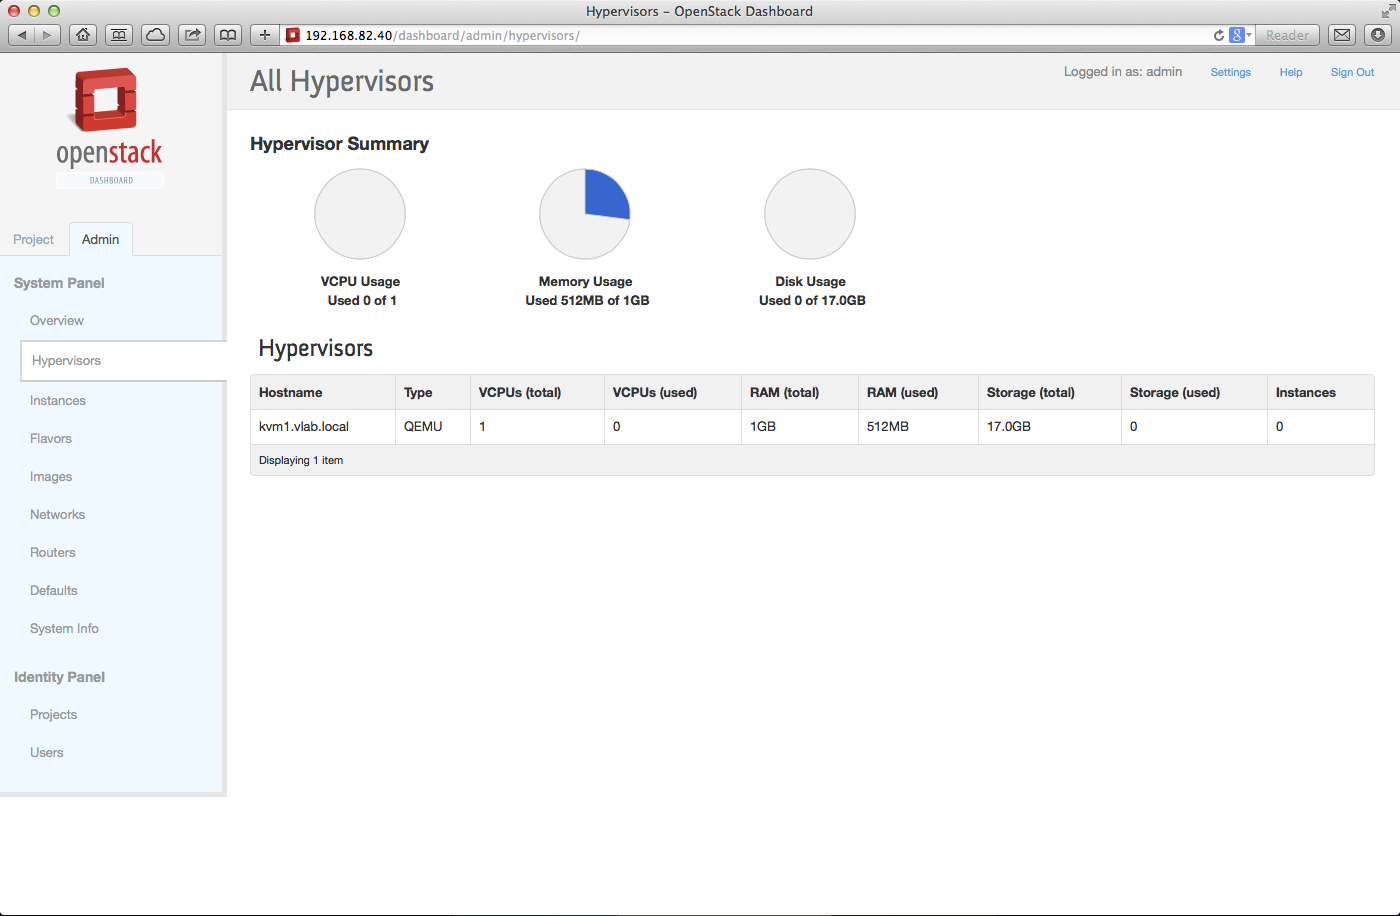 Hypervisors – OpenStack Dashboard
192.168.82.40/dashboard/admin/hypervisors/
8
Reader
openstack
DASHBOARD
Project
Admin
System Panel
Overview
Hypervisors
Instances
Flavors
Images
Networks
Routers
Defaults
System Info
Identity Panel
Projects
Users
All Hypervisors
Logged in as: admin Settings Help Sign Out
Hypervisor Summary
VCPU Usage
Used 0 of 1
Memory Usage
Used 512MB of 1GB
Disk Usage
Used 0 of 17.0GB
Hypervisors
Hostname Type VCPUs (total) VCPUs (used) RAM (total) RAM (used) Storage (total) Storage (used) Instances
kvm1.vlab.local QEMU 1 0 1GB 512MB 17.0GB 0 0
Displaying 1 item